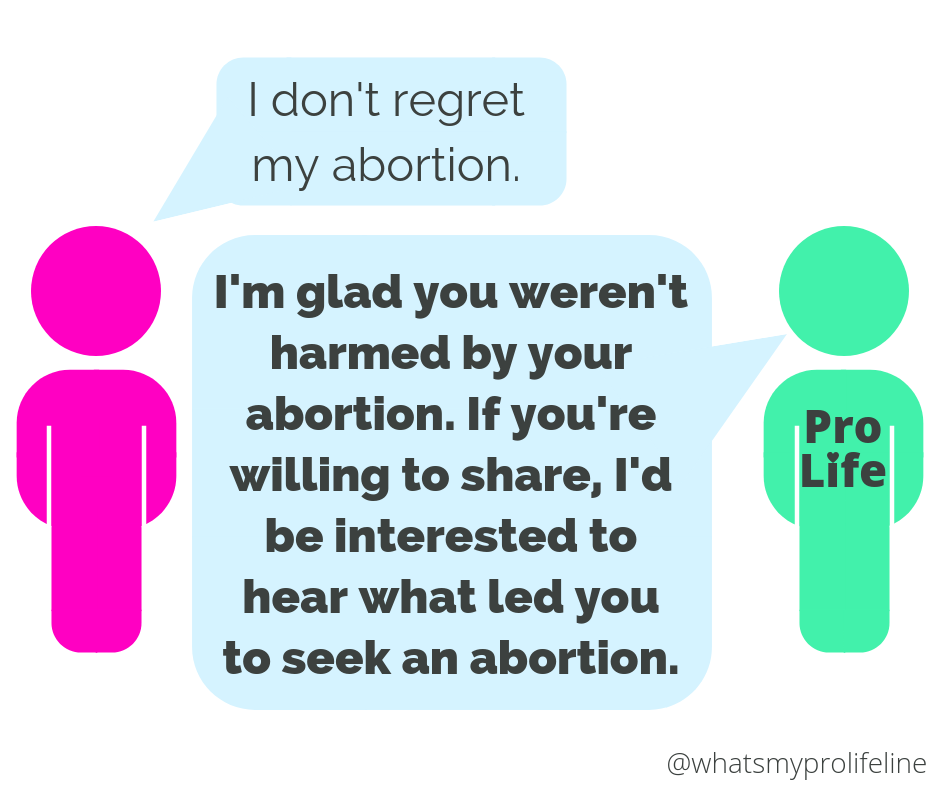 I don't regret
my abortion.
I'm glad you weren't
harmed by your
abortion. If you're
willing to share, I'd
be interested to
hear what led you
to seek an abortion.
Pro
Life
@whatsmyprolifeline